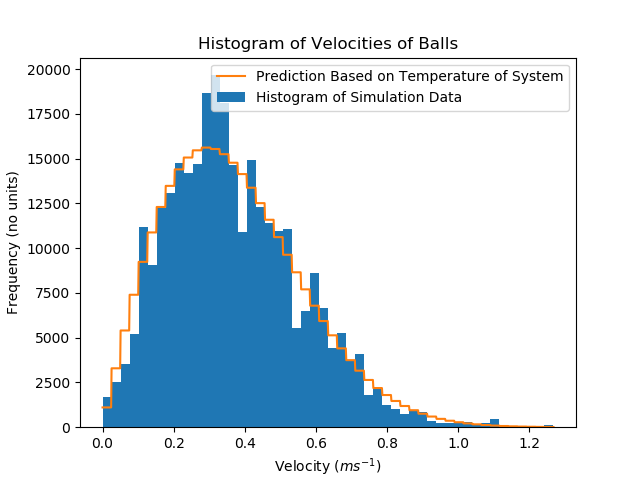 Histogram of Velocities of Balls
Prediction Based on Temperature of System
Histogram of Simulation Data
Frequency (no units)
20000
17500
15000
12500
10000
7500
5000
2500
0
0.0 0.2 0.4 0.6 0.8 1.0 1.2
Velocity (ms⁻¹)